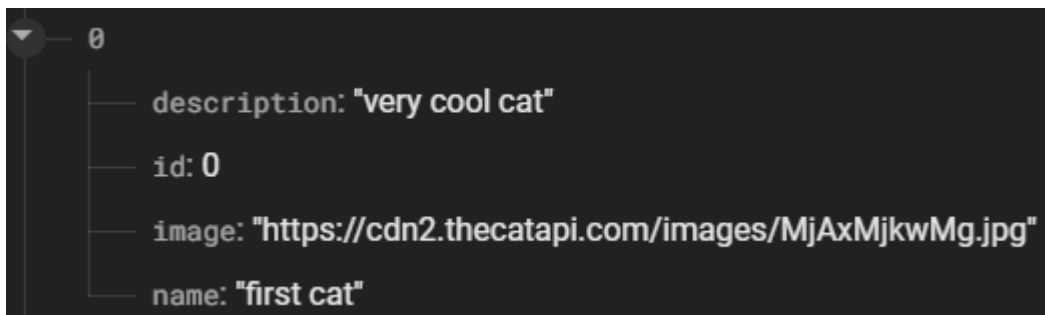 0
description: "very cool cat"
id: 0
image: "https://cdn2.thecatapi.com/images/MjAxMjkwMg.jpg"
name: "first cat"